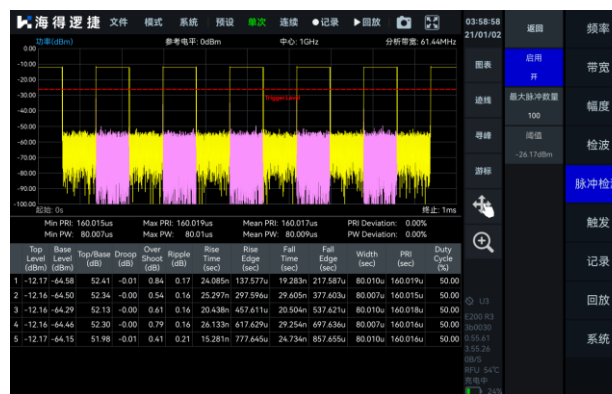 海得逻捷 文件 模式 系统 预设 单次 连续 ●记录 ▶回放
03:58:58
21/01/02
功率(dBm) 参考电平: 0dBm 中心: 1GHz 分析带宽: 61.44MHz
0.00
-10.00
-20.00
-30.00
-40.00
-50.00
-60.00
-70.00
-80.00
-90.00
-100.00
Trigger Level
起始: 0s 终止: 1ms
Min PRI: 160.015us Max PRI: 160.019us Mean PRI: 160.017us PRI Deviation: 0.00%
Min PW: 80.007us Max PW: 80.01us Mean PW: 80.009us PW Deviation: 0.00%
Top Level (dBm) Base Level (dBm) Top/Base (dB) Droop (dB) Over Shoot (dB) Ripple (dB) Rise Time (sec) Rise Edge (sec) Fall Time (sec) Fall Edge (sec) Width (sec) PRI (sec) Duty Cycle (%)
1 -12.17 -64.58 52.41 -0.01 0.84 0.17 24.085n 137.577u 19.283n 217.587u 80.010u 160.019u 50.00
2 -12.16 -64.50 52.34 -0.00 0.54 0.16 25.297n 297.596u 29.605n 377.603u 80.007u 160.015u 50.00
3 -12.16 -64.29 52.13 -0.00 0.61 0.16 20.438n 457.611u 20.504n 537.621u 80.010u 160.018u 50.00
4 -12.16 -64.46 52.30 -0.00 0.79 0.16 26.133n 617.629u 29.254n 697.636u 80.007u 160.016u 50.00
5 -12.17 -64.15 51.98 -0.01 0.41 0.21 15.281n 777.645u 24.734n 857.655u 80.010u 160.016u 50.00
图表
迹线
寻峰
游标
U3
E200 R3
3b0030
0.55.61
3.55.26
0B/S
RFU 54℃
充电中
24%
返回
启用
开
最大脉冲数量
100
阈值
-26.17dBm
频率
带宽
幅度
检波
脉冲检
触发
记录
回放
系统